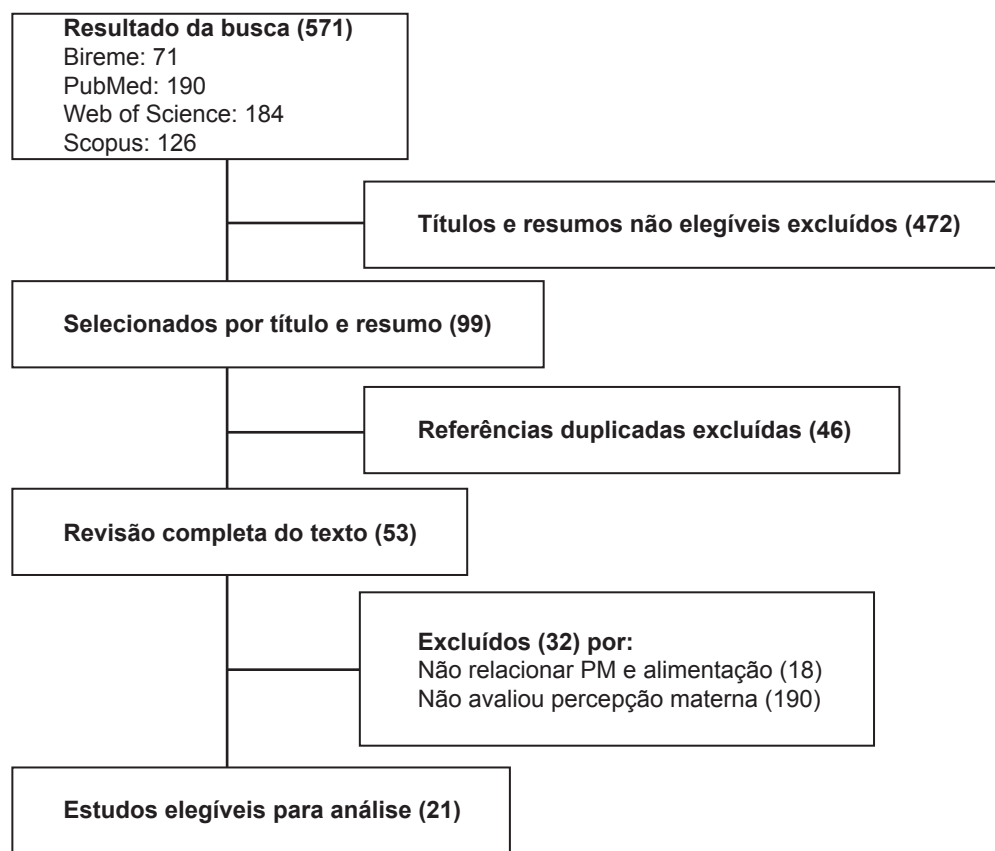 Resultado da busca (571)
Bireme: 71
PubMed: 190
Web of Science: 184
Scopus: 126
Títulos e resumos não elegíveis excluídos (472)
Selecionados por título e resumo (99)
Referências duplicadas excluídas (46)
Revisão completa do texto (53)
Excluídos (32) por:
Não relacionar PM e alimentação (18)
Não avaliou percepção materna (190)
Estudos elegíveis para análise (21)